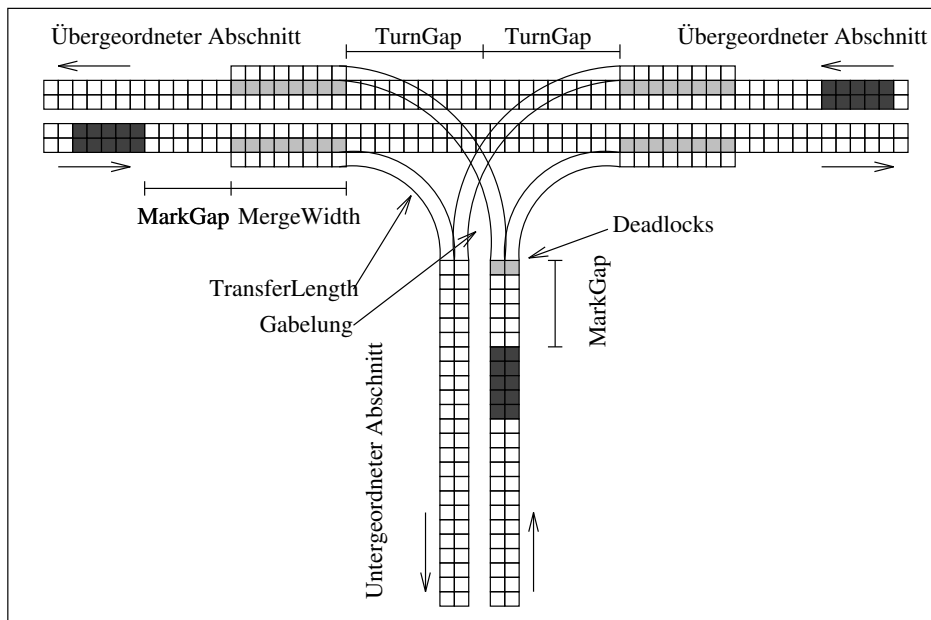 Übergeordneter Abschnitt
TurnGap
TurnGap
Übergeordneter Abschnitt
MarkGap
MergeWidth
Deadlocks
TransferLength
Gabelung
MarkGap
Untergeordneter Abschnitt